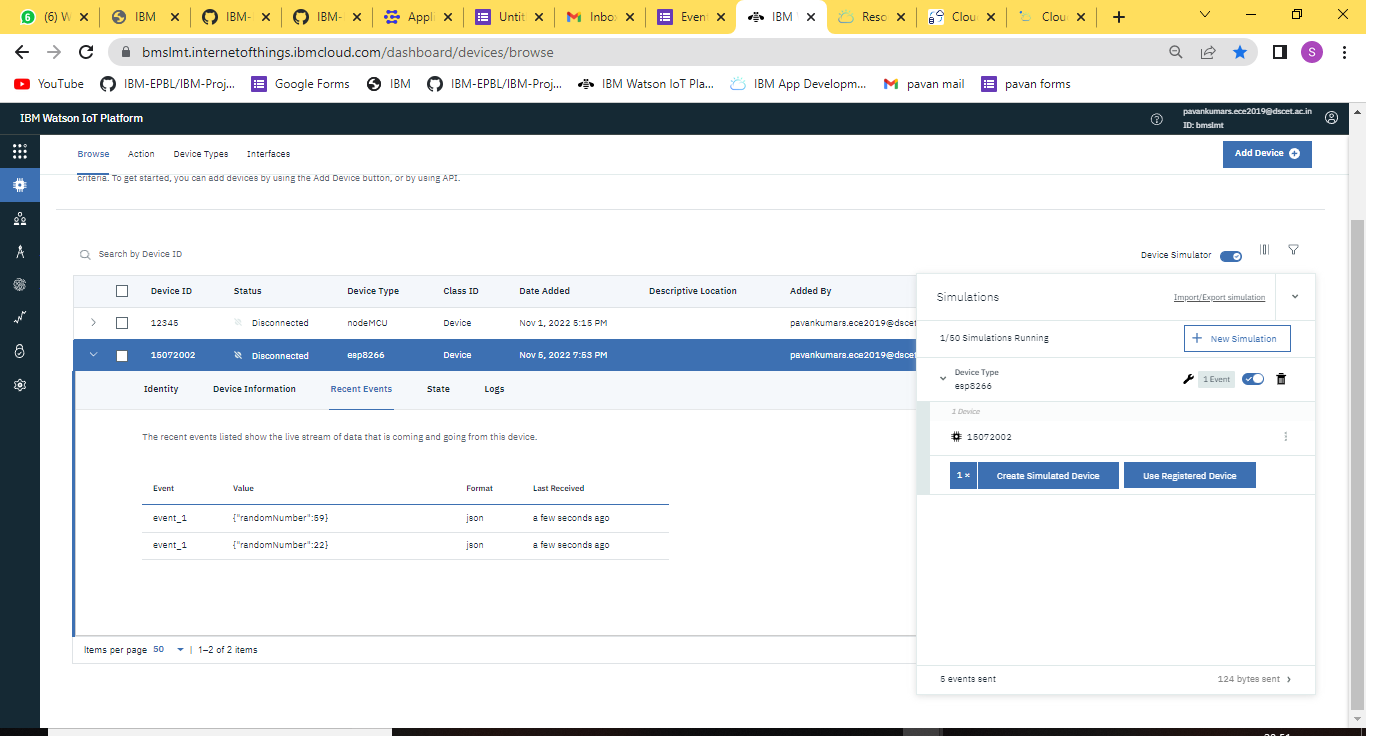 (6) W
IBM
IBM-
IBM-
Appli
Untit
Inbo
Event
IBM
Reso
Clou
Clou
bmslmt.internetofthings.ibmcloud.com/dashboard/devices/browse
S
YouTube
IBM-EPBL/IBM-Proj...
Google Forms
IBM
IBM-EPBL/IBM-Proj...
IBM Watson IoT Pla...
IBM App Developm...
pavan mail
pavan forms
IBM Watson IoT Platform
pavankumars.ece2019@dscet.ac.in
ID: bmslmt
Browse
Action
Device Types
Interfaces
Add Device
criteria. To get started, you can add devices by using the Add Device button, or by using API.
Search by Device ID
Device Simulator
Device ID Status Device Type Class ID Date Added Descriptive Location Added By
12345 Disconnected nodeMCU Device Nov 1, 2022 5:15 PM pavankumars.ece2019@dscet
15072002 Disconnected esp8266 Device Nov 5, 2022 7:53 PM pavankumars.ece2019@dscet
Identity
Device Information
Recent Events
State
Logs
The recent events listed show the live stream of data that is coming and going from this device.
Event Value Format Last Received
event_1 {"randomNumber":59} json a few seconds ago
event_1 {"randomNumber":22} json a few seconds ago
Items per page 50 | 1–2 of 2 items
Simulations
Import/Export simulation
1/50 Simulations Running
New Simulation
Device Type
esp8266
1 Event
1 Device
15072002
1 ×
Create Simulated Device
Use Registered Device
5 events sent
124 bytes sent